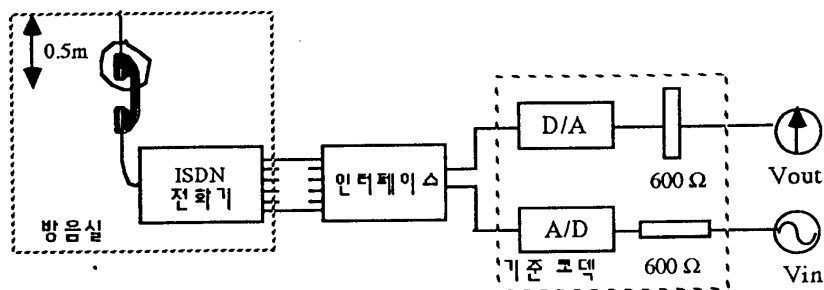 0.5m
ISDN
전화기
방음실
인터페이스
D/A
600 Ω
Vout
A/D
기준 코덱
600 Ω
Vin